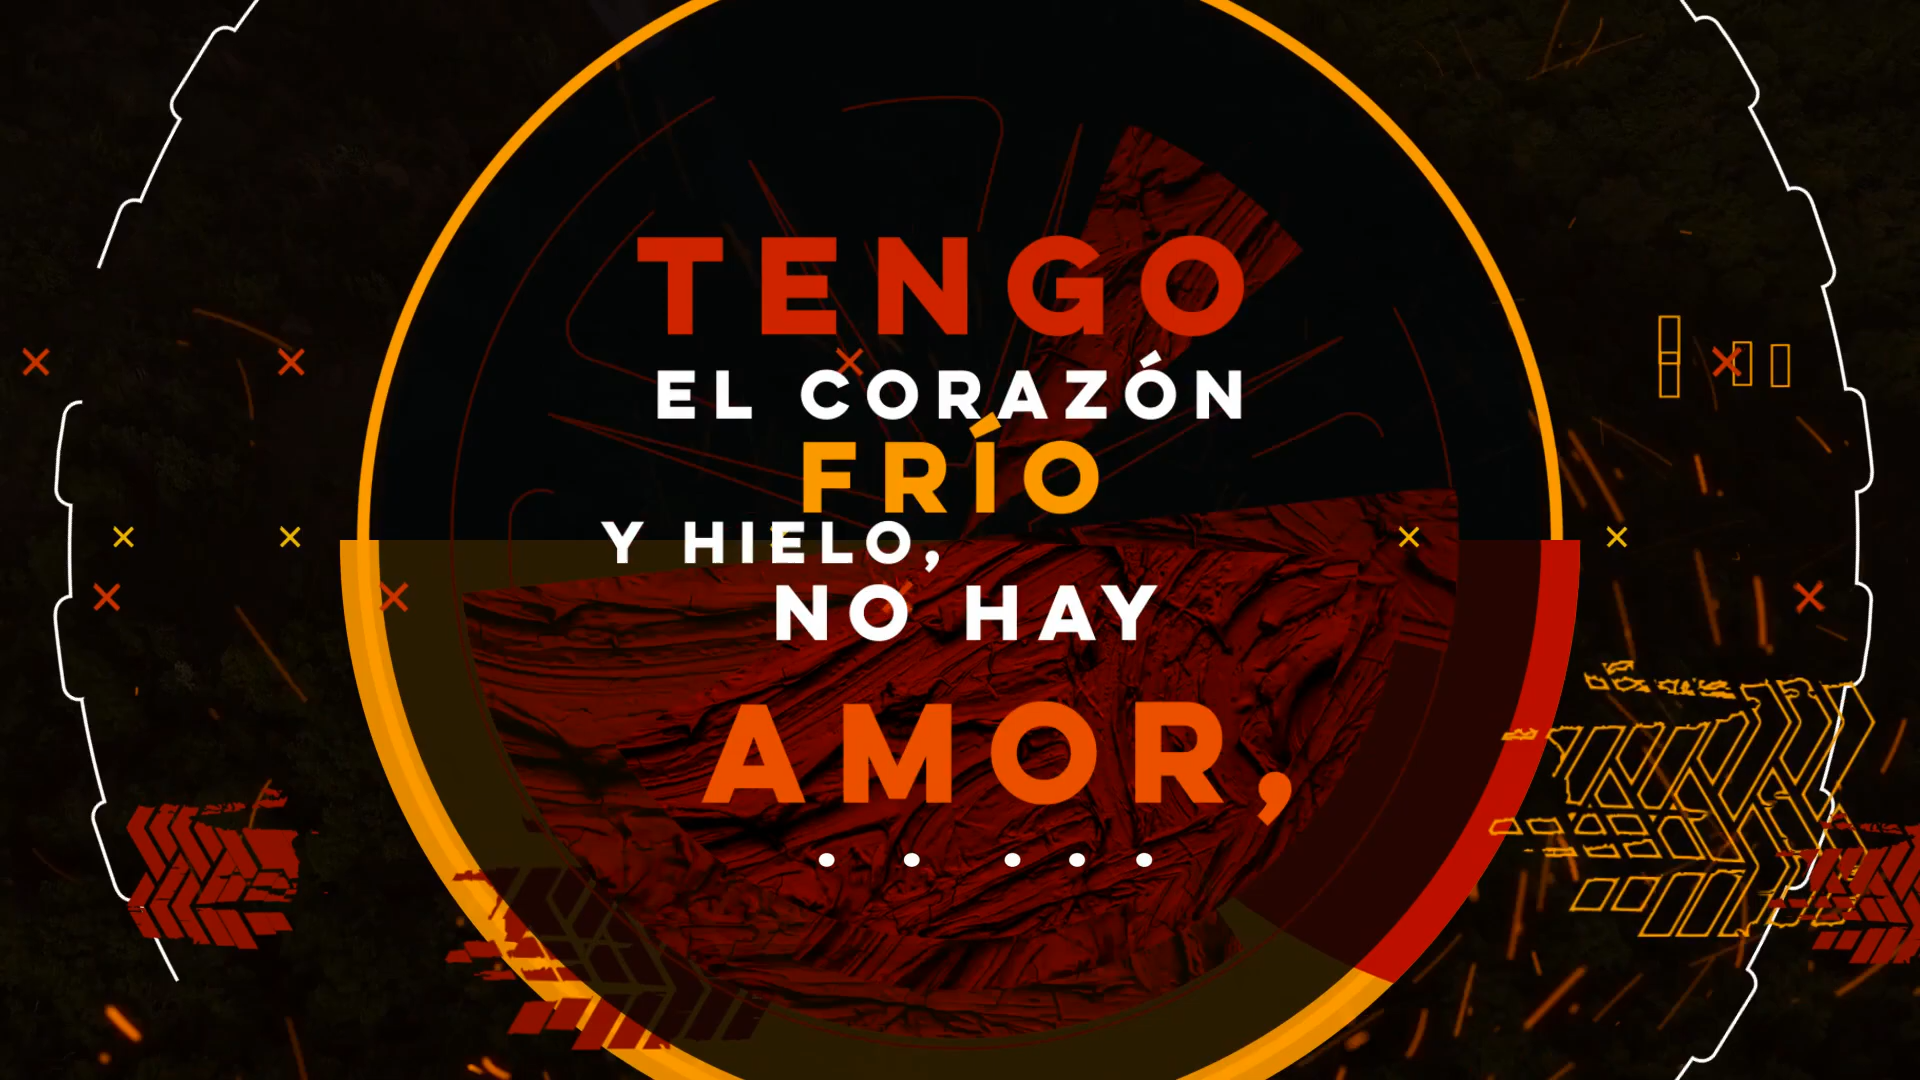 TENGO
EL CORAZÓN
FRÍO
Y HIELO,
NO HAY
AMOR,